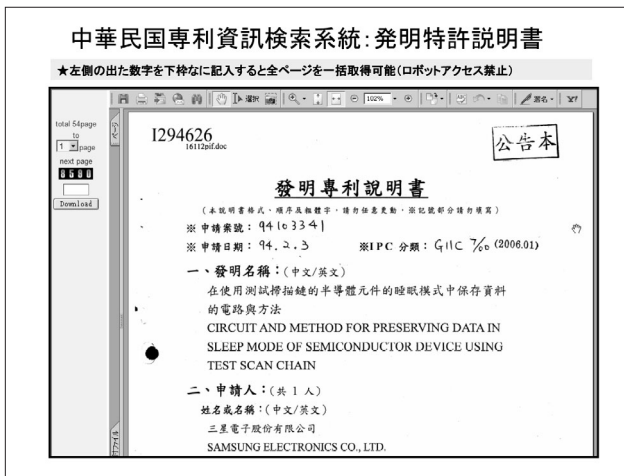 中華民国専利資訊検索系統：発明特許説明書
★左側の出た数字を下枠なに記入すると全ページを一括取得可能（ロボットアクセス禁止）
選択
102%
署名
total 54page
to
1 page
next page
Download
I294626
16112pif.doc
公告本
發明專利說明書
（本說明書格式、順序及粗體字，請勿任意更動，※記號部分請勿填寫）
※申請案號：94103341
※申請日期：94.2.3 ※IPC 分類：G11C 7/00 (2006.01)
一、發明名稱：（中文/英文）
在使用測試掃描鏈的半導體元件的睡眠模式中保存資料
的電路與方法
CIRCUIT AND METHOD FOR PRESERVING DATA IN
SLEEP MODE OF SEMICONDUCTOR DEVICE USING
TEST SCAN CHAIN
二、申請人：（共 1 人）
姓名或名稱：（中文/英文）
三星電子股份有限公司
SAMSUNG ELECTRONICS CO., LTD.